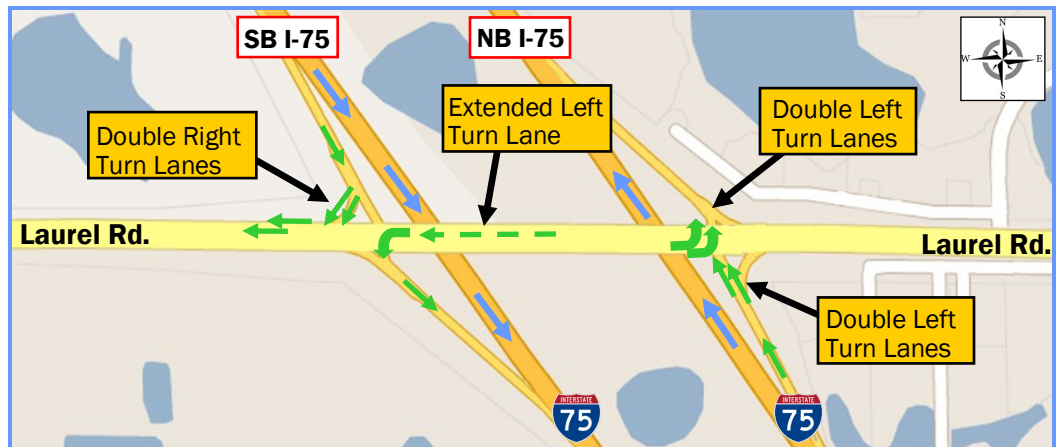 SB I-75
NB I-75
N
W
E
S
Double Right
Turn Lanes
Extended Left
Turn Lane
Double Left
Turn Lanes
Laurel Rd.
Laurel Rd.
Double Left
Turn Lanes
INTERSTATE
75
INTERSTATE
75